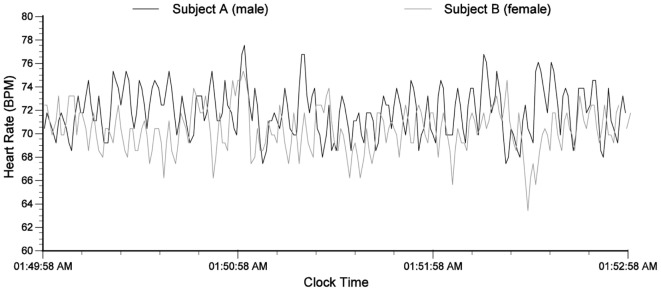 Subject A (male)
Subject B (female)
Heart Rate (BPM)
80
78
76
74
72
70
68
66
64
62
60
01:49:58 AM
01:50:58 AM
01:51:58 AM
01:52:58 AM
Clock Time